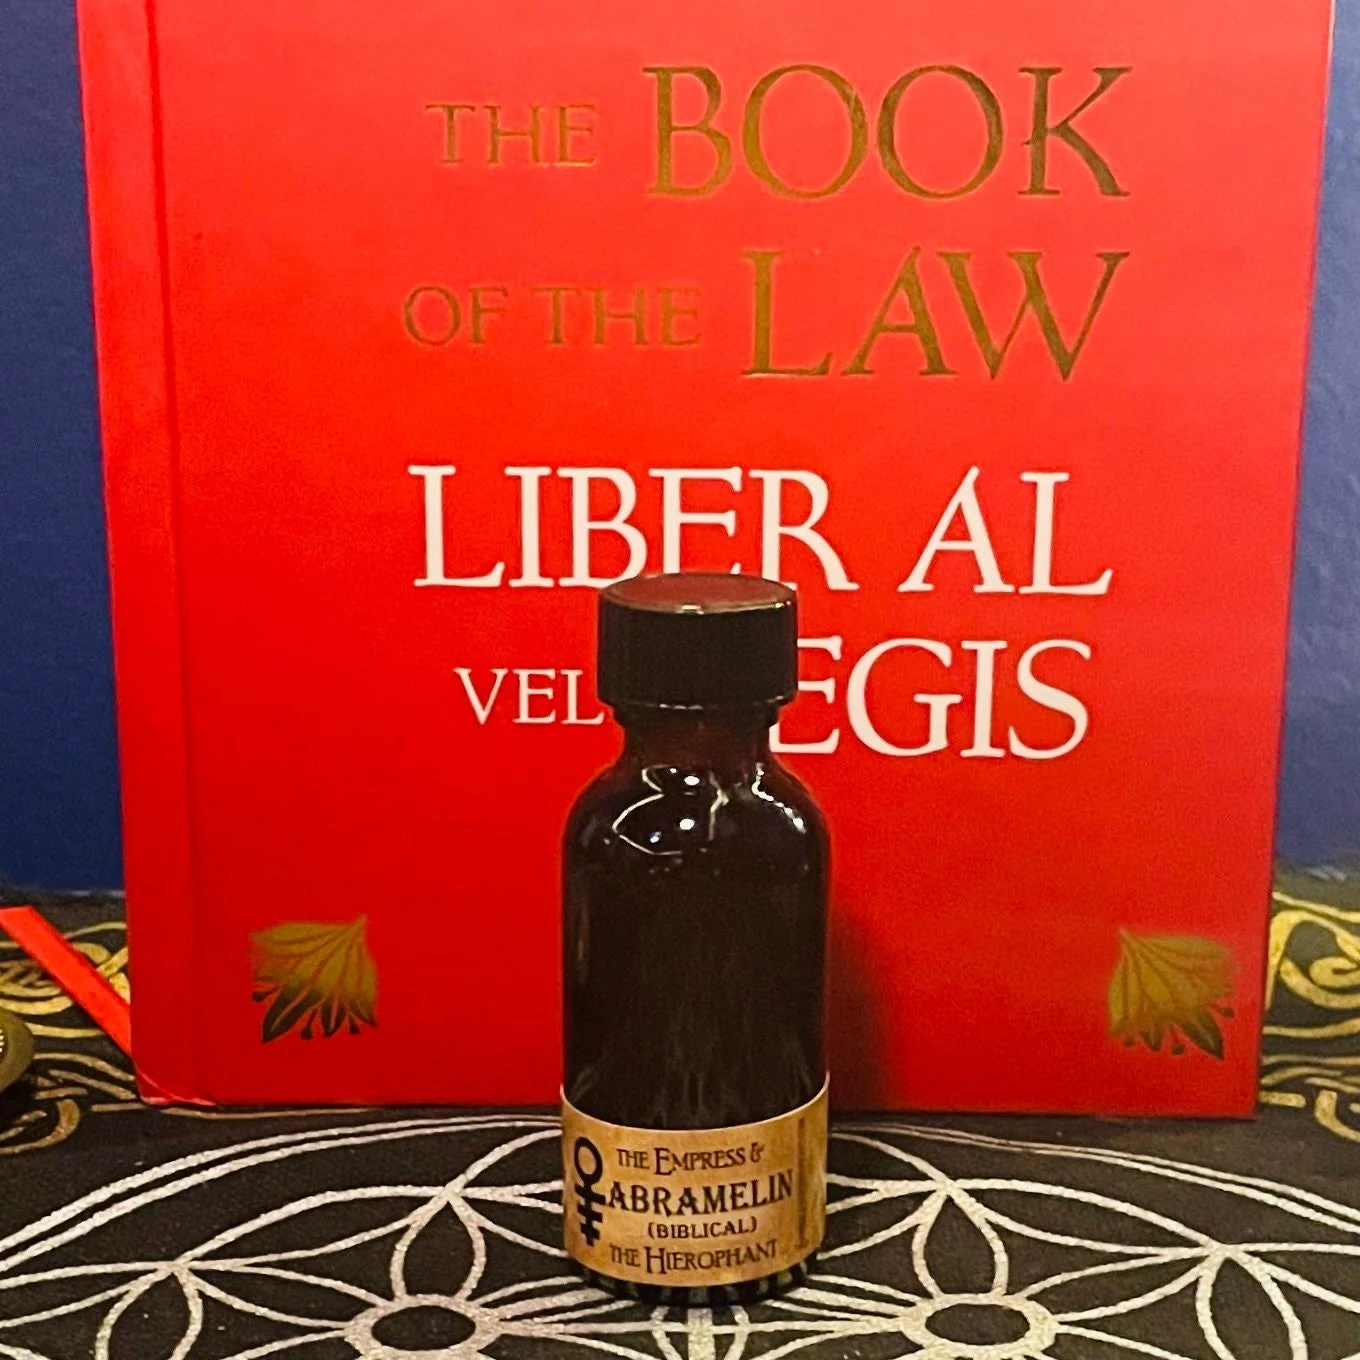 THE BOOK
OF THE LAW
LIBER AL
VEL EGIS
THE EMPRESS &
ABRAMELIN
(BIBLICAL)
THE HIEROPHANT